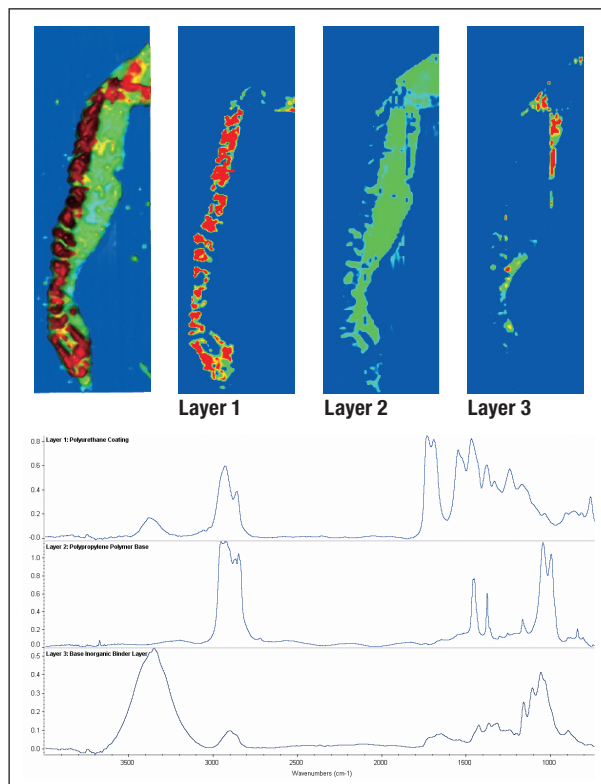 Layer 1 Layer 2 Layer 3
Layer 1: Polyurethane Coating
0.8
0.6
0.4
0.2
-0.0
Layer 2: Polypropylene Polymer Base
1.0
0.8
0.6
0.4
0.2
0.0
Layer 3: Base Inorganic Binder Layer
0.5
0.4
0.3
0.2
0.1
0.0
3500 3000 2500 2000 1500 1000
Wavenumbers (cm-1)